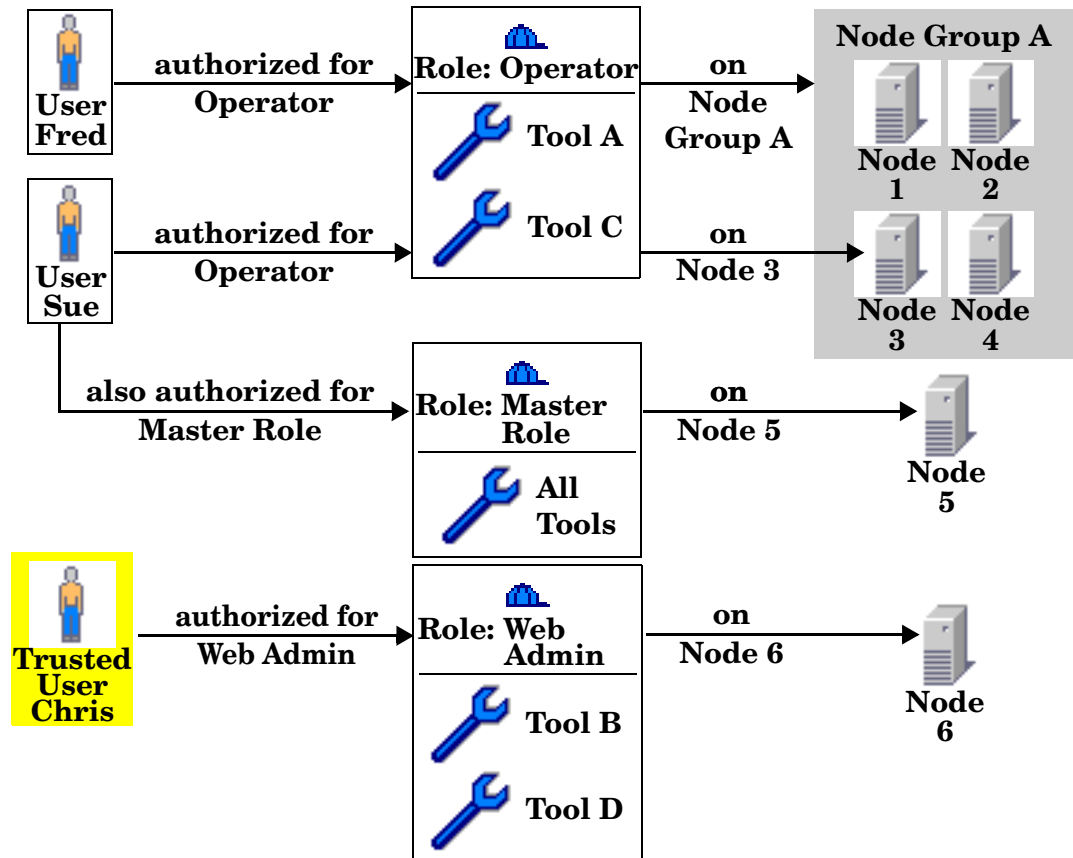 User
Fred
authorized for
Operator
Role: Operator
Tool A
Tool C
on
Node
Group A
Node Group A
Node
1
Node
2
Node
3
Node
4
User
Sue
authorized for
Operator
on
Node 3
also authorized for
Master Role
Role: Master
Role
All
Tools
on
Node 5
Node
5
Trusted
User
Chris
authorized for
Web Admin
Role: Web
Admin
Tool B
Tool D
on
Node 6
Node
6